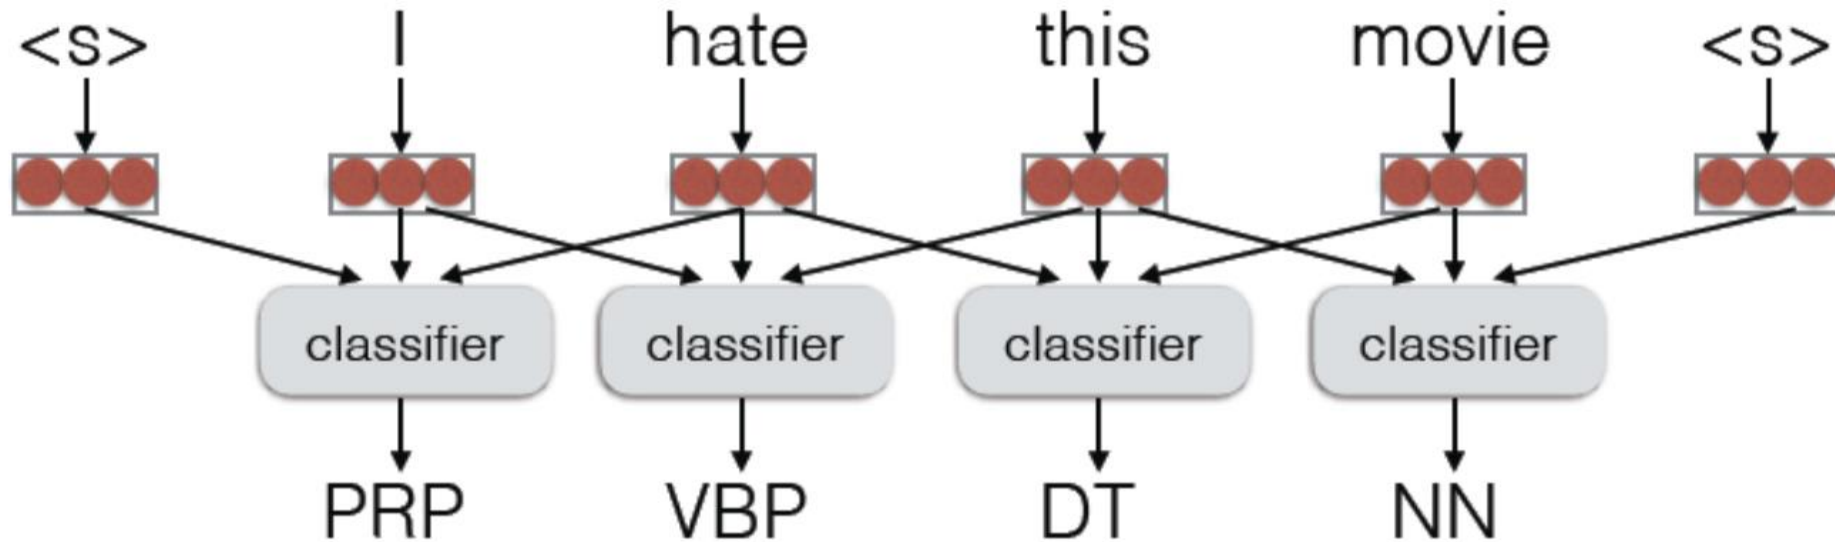 <s> I hate this movie <s>
classifier classifier classifier classifier
PRP VBP DT NN